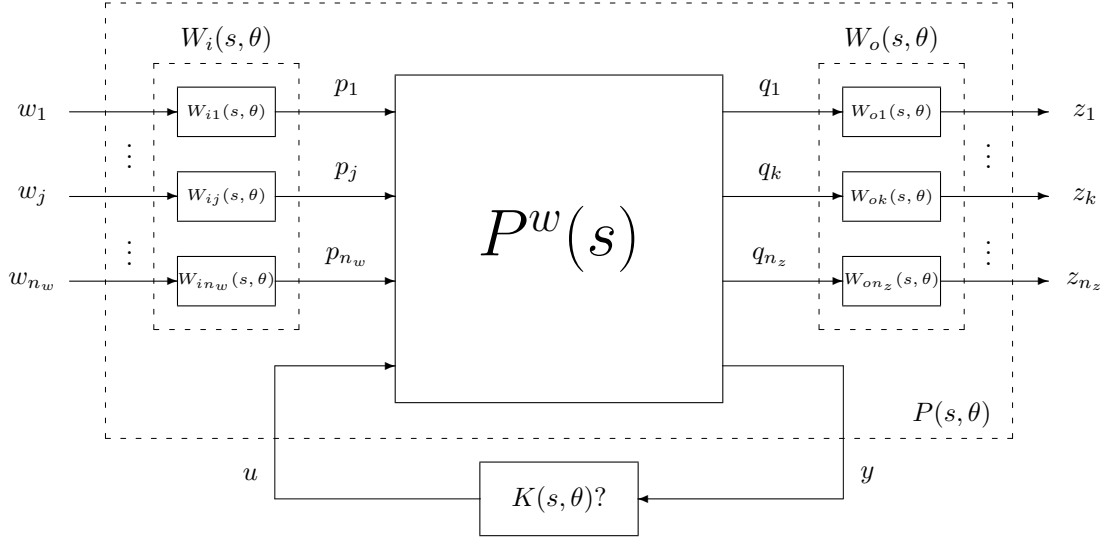 W_i(s, θ) W_o(s, θ)
w_1 W_{i1}(s, θ) p_1 q_1 W_{o1}(s, θ) z_1
⋮ ⋮
w_j W_{ij}(s, θ) p_j P^w(s) q_k W_{ok}(s, θ) z_k
⋮ ⋮
w_{n_w} W_{in_w}(s, θ) p_{n_w} q_{n_z} W_{on_z}(s, θ) z_{n_z}
P(s, θ)
u K(s, θ)? y